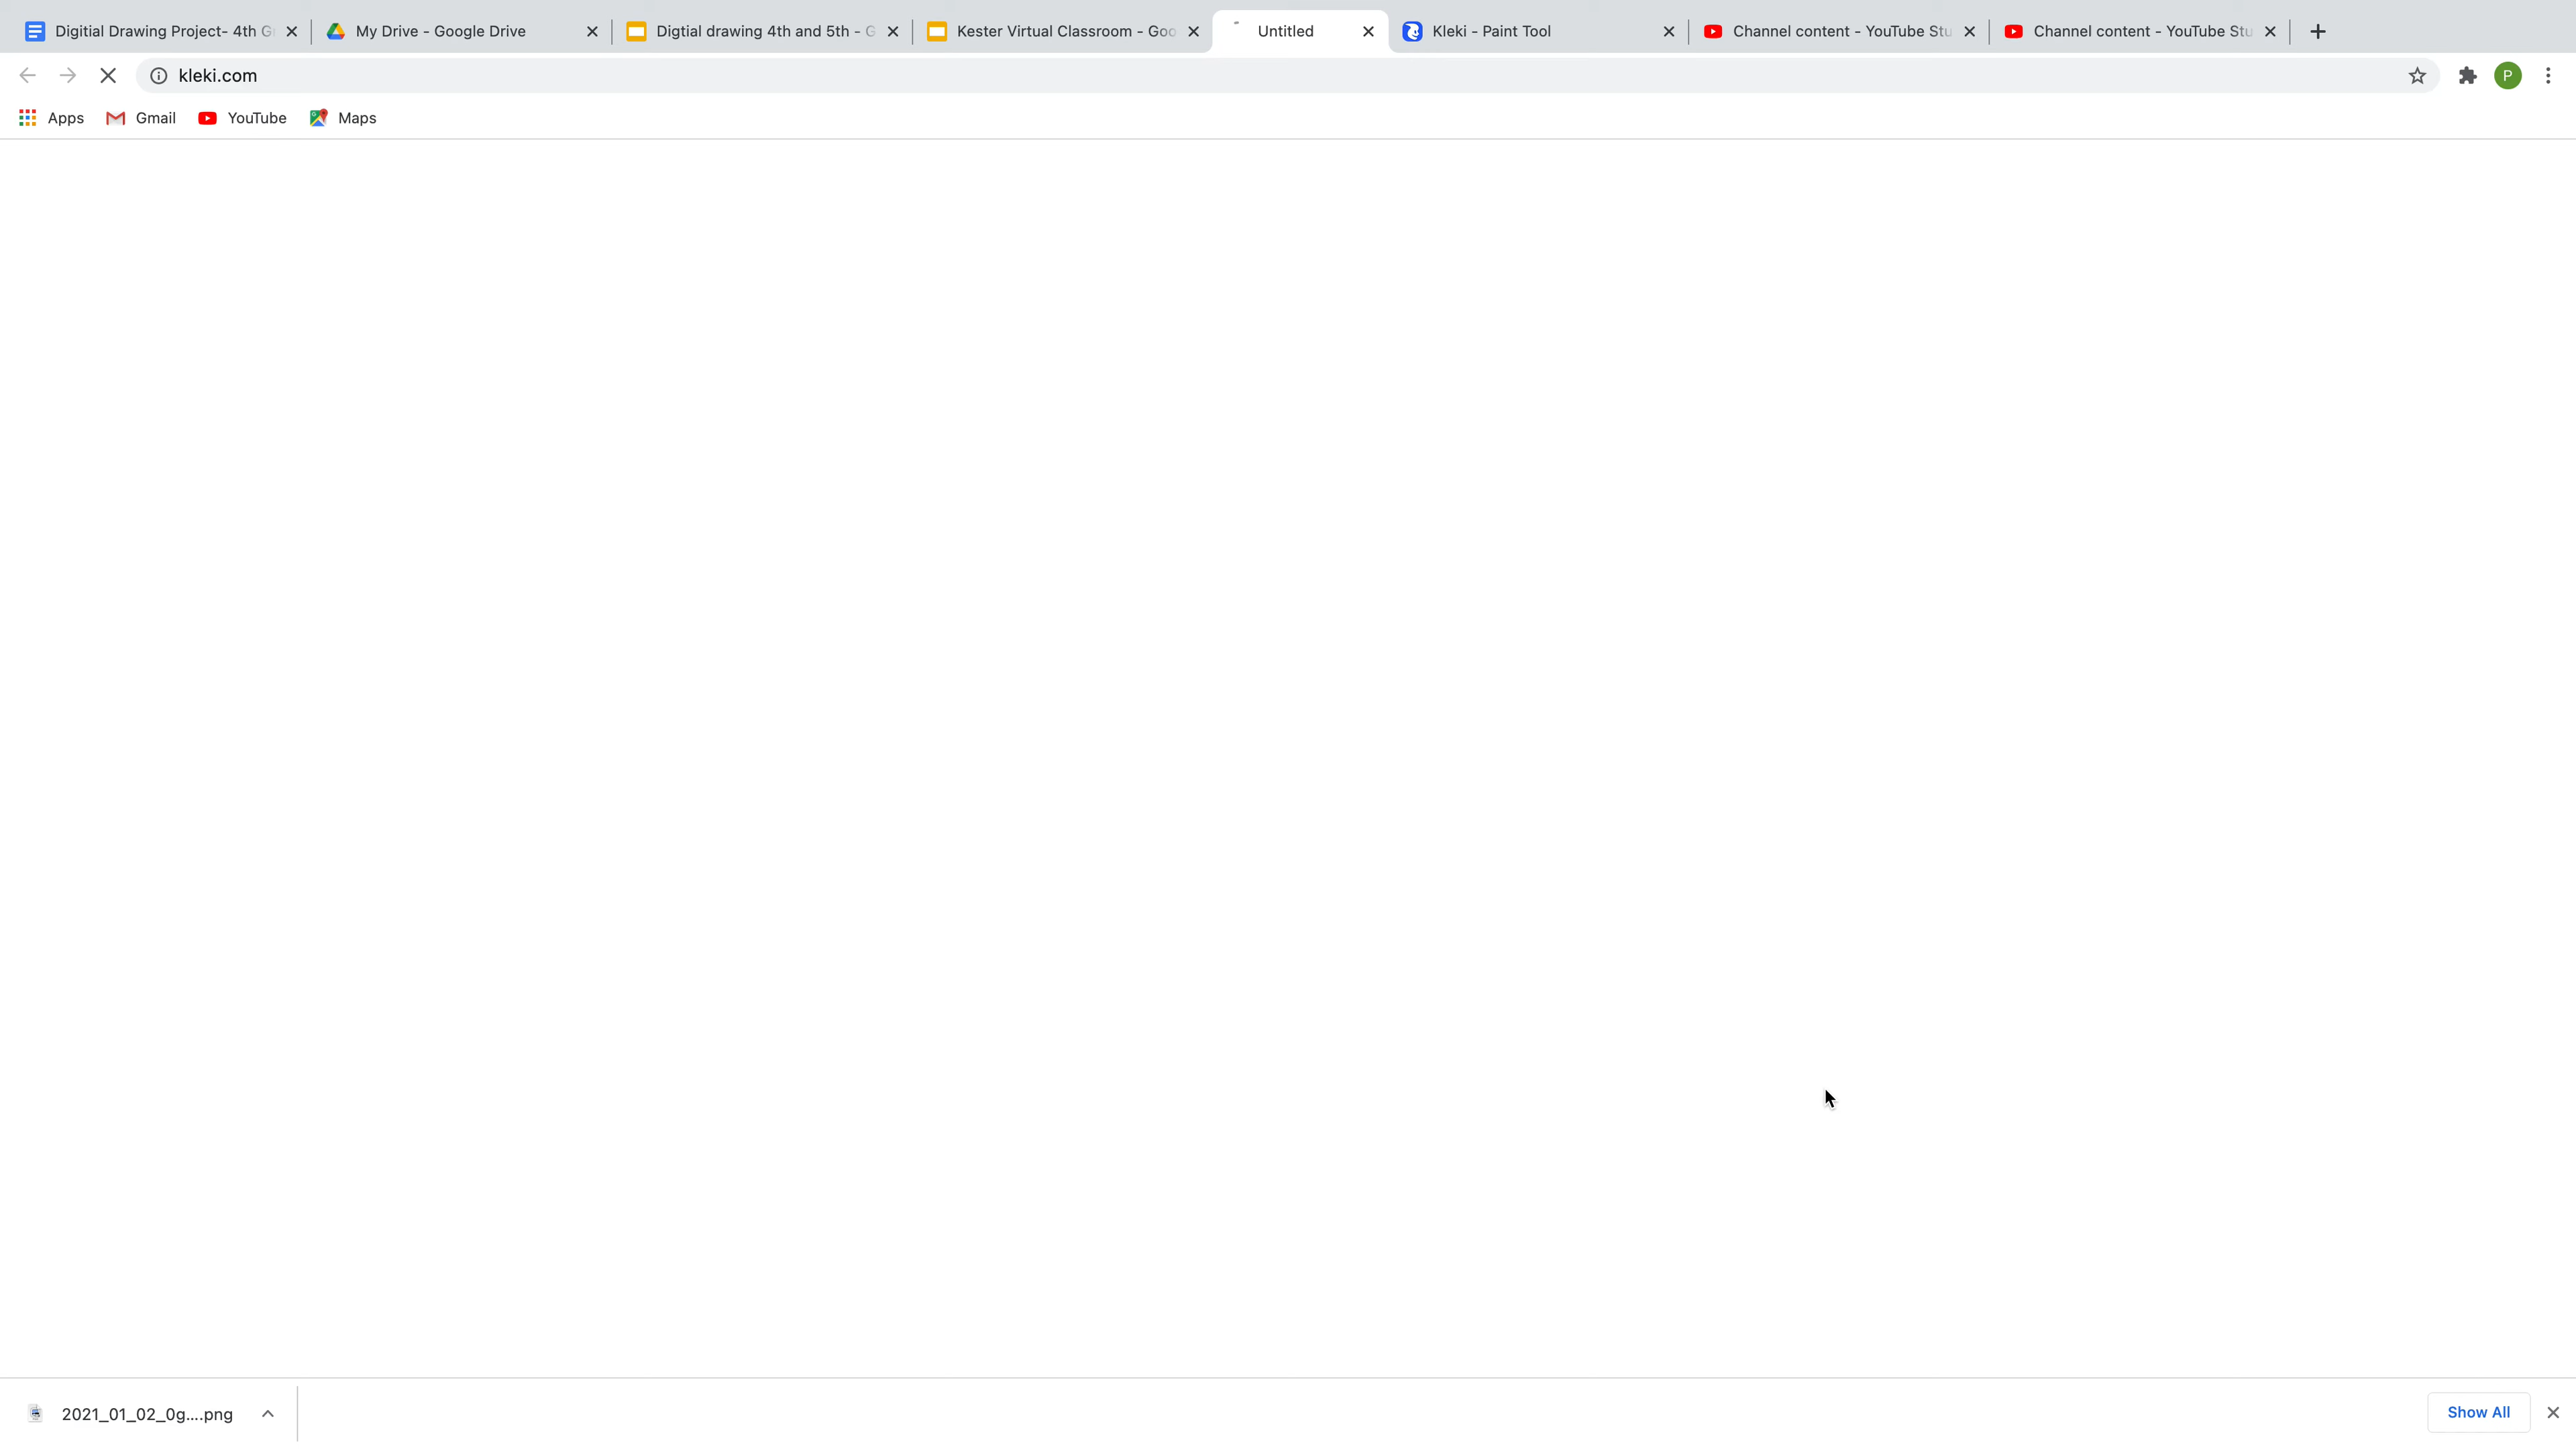 Digitial Drawing Project- 4th G
My Drive - Google Drive
Digtial drawing 4th and 5th - G
Kester Virtual Classroom - Goo
Untitled
Kleki - Paint Tool
Channel content - YouTube Stu
Channel content - YouTube Stu
kleki.com
P
Apps
Gmail
YouTube
Maps
2021_01_02_0g....png
Show All